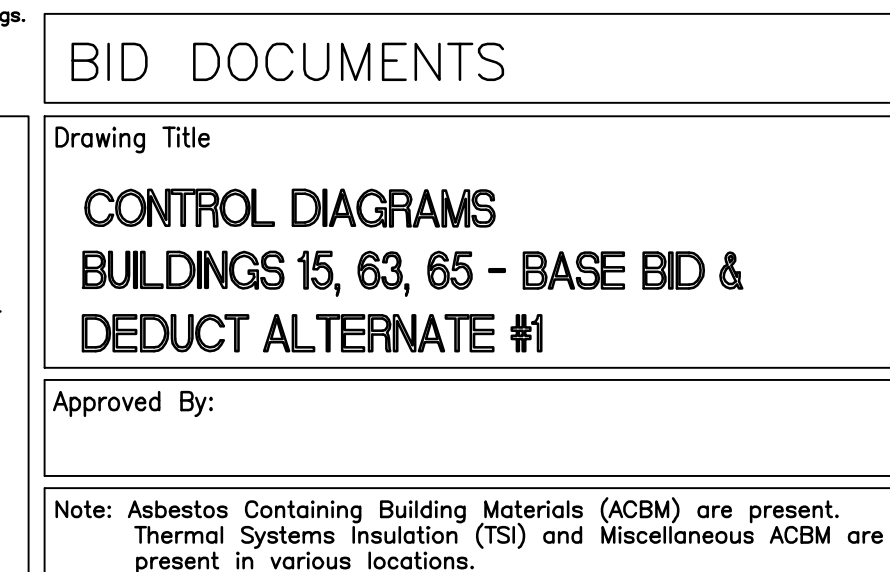 gs.
BID DOCUMENTS
Drawing Title
CONTROL DIAGRAMS
BUILDINGS 15, 63, 65 - BASE BID &
DEDUCT ALTERNATE #1
Approved By:
Note: Asbestos Containing Building Materials (ACBM) are present.
Thermal Systems Insulation (TSI) and Miscellaneous ACBM are
present in various locations.